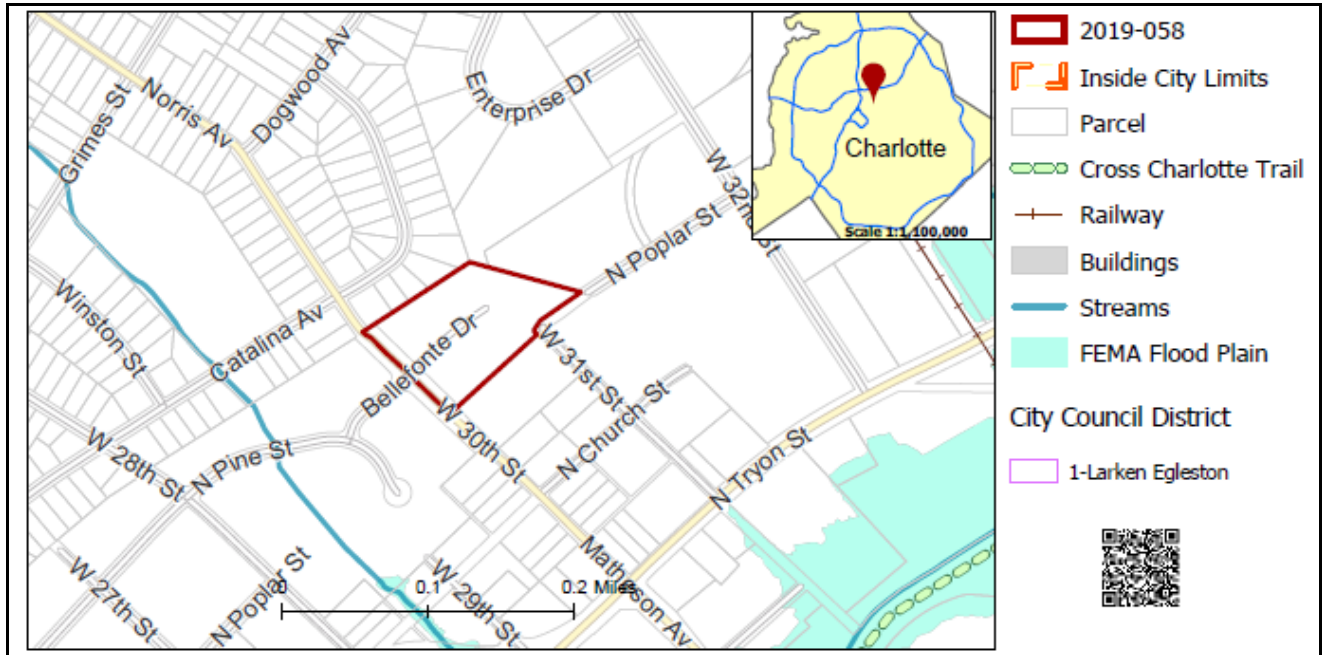 Norris Av
Dogwood Av
Enterprise Dr
Grimes St
W 32nd St
N Poplar St
Charlotte
Scale 1:1,100,000
Winston St
Catalina Av
Bellefonte Dr
W 31st St
W 30th St
N Church St
N Tryon St
W 28th St
N Pine St
Matheson Av
W 27th St
N Poplar St
W 29th St
0 0.1 0.2 Miles
2019-058
Inside City Limits
Parcel
Cross Charlotte Trail
Railway
Buildings
Streams
FEMA Flood Plain
City Council District
1-Larken Egleston